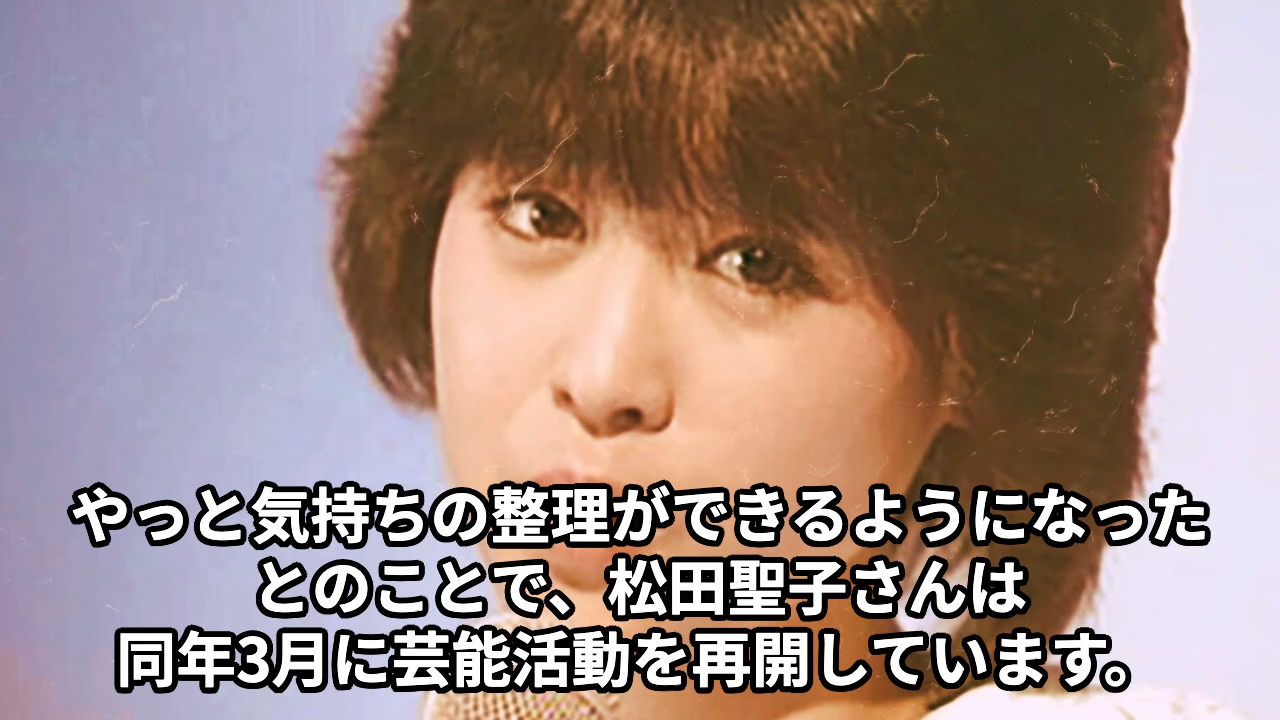 やっと気持ちの整理ができるようになった
とのことで、松田聖子さんは
同年3月に芸能活動を再開しています。